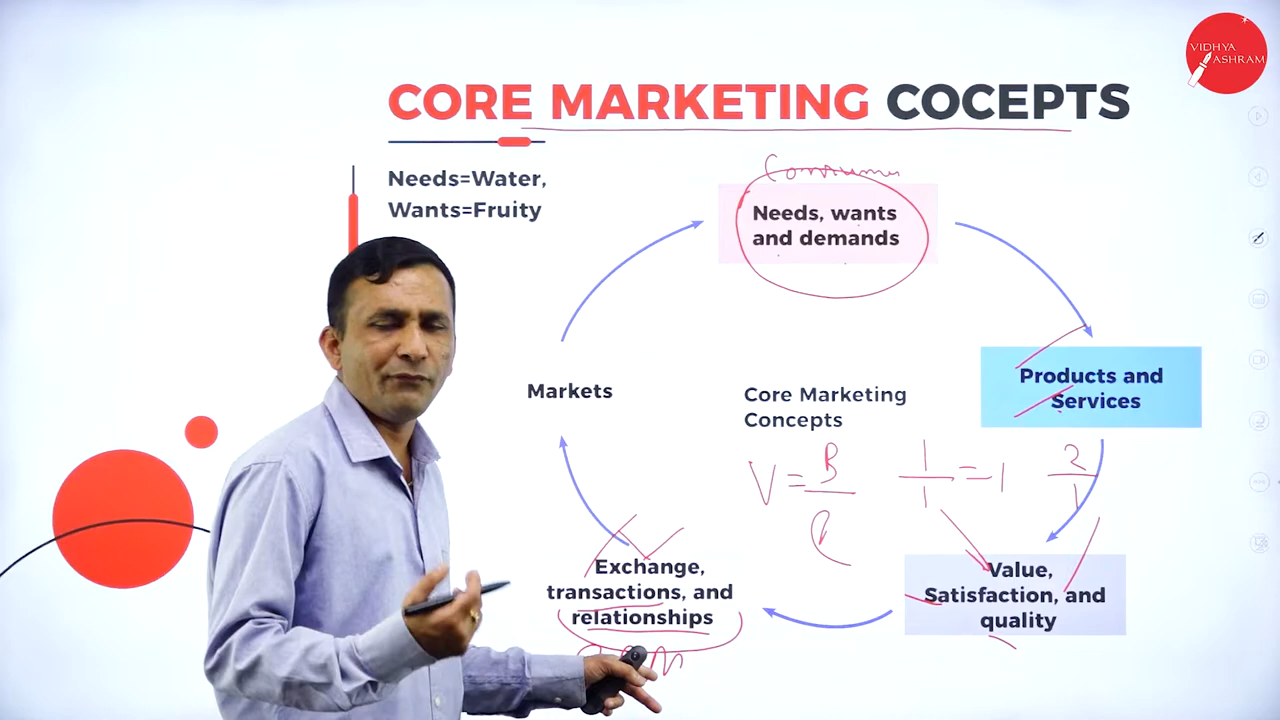 VIDHYA
ASHRAM
CORE MARKETING COCEPTS
Needs=Water,
Wants=Fruity
Consumer
Needs, wants
and demands
Products and
Services
Markets
Core Marketing
Concepts
V = B
1
1 = 1
2
1
Exchange,
transactions, and
relationships
Value,
Satisfaction, and
quality